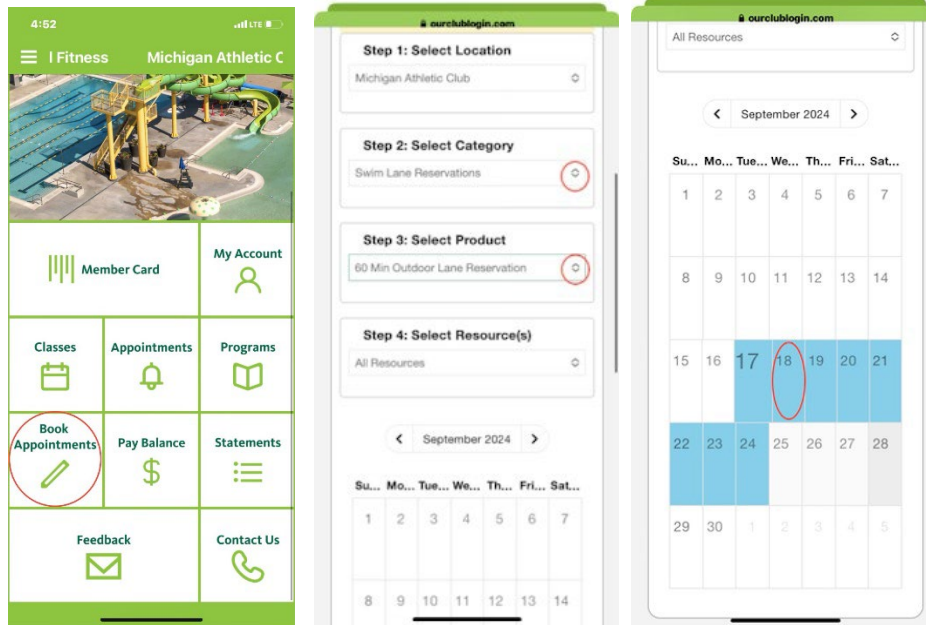 4:52
LTE
l Fitness Michigan Athletic C
Member Card
My Account
Classes
Appointments
Programs
Book
Appointments
Pay Balance
$
Statements
Feedback
Contact Us
ourclublogin.com
Step 1: Select Location
Michigan Athletic Club
Step 2: Select Category
Swim Lane Reservations
Step 3: Select Product
60 Min Outdoor Lane Reservation
Step 4: Select Resource(s)
All Resources
< September 2024 >
Su... Mo... Tue... We... Th... Fri... Sat...
1 2 3 4 5 6 7
8 9 10 11 12 13 14
ourclublogin.com
All Resources
< September 2024 >
Su... Mo... Tue... We... Th... Fri... Sat...
1 2 3 4 5 6 7
8 9 10 11 12 13 14
15 16 17 18 19 20 21
22 23 24 25 26 27 28
29 30 1 2 3 4 5